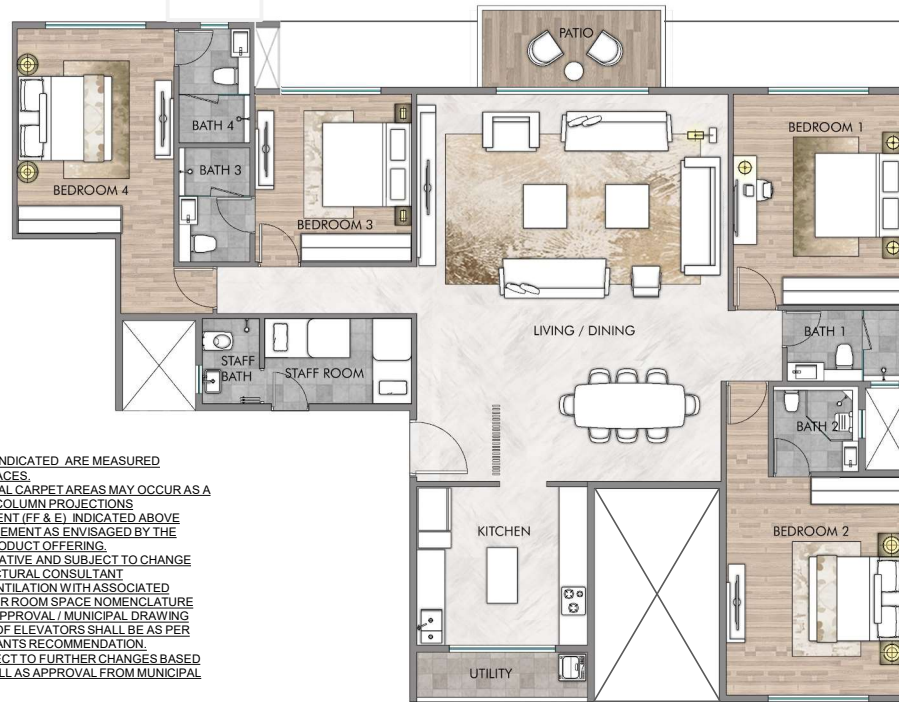 PATIO
BATH 4
BEDROOM 1
BATH 3
BEDROOM 4
BEDROOM 3
LIVING / DINING
BATH 1
STAFF
BATH
STAFF ROOM
BATH 2
KITCHEN
BEDROOM 2
UTILITY
NDICATED ARE MEASURED
ACES.
AL CARPET AREAS MAY OCCUR AS A
COLUMN PROJECTIONS
ENT (FF & E) INDICATED ABOVE
EMENT AS ENVISAGED BY THE
ODUCT OFFERING.
ATIVE AND SUBJECT TO CHANGE
CTURAL CONSULTANT
NTILATION WITH ASSOCIATED
R ROOM SPACE NOMENCLATURE
APPROVAL / MUNICIPAL DRAWING
OF ELEVATORS SHALL BE AS PER
ANTS RECOMMENDATION.
ECT TO FURTHER CHANGES BASED
LL AS APPROVAL FROM MUNICIPAL